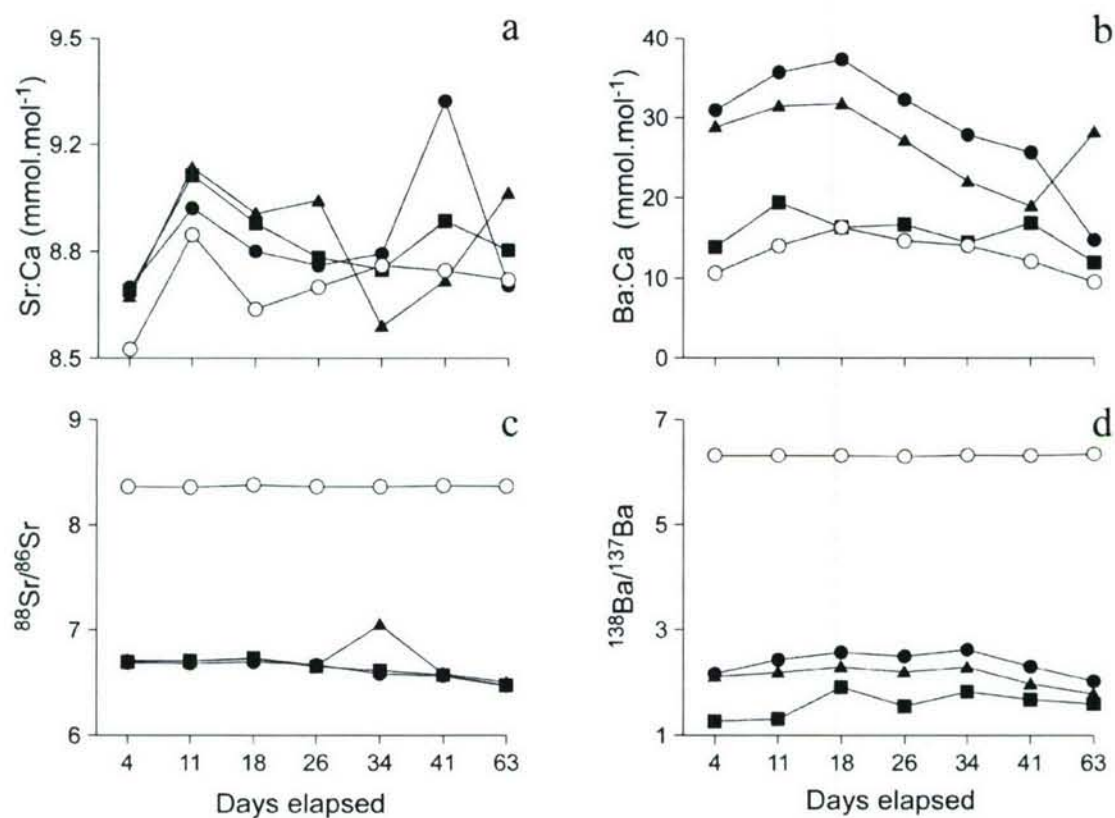 a
9.5
9.2
8.8
8.5
Sr:Ca (mmol.mol⁻¹)
b
40
30
20
10
0
Ba:Ca (mmol.mol⁻¹)
c
9
8
7
6
⁸⁸Sr/⁸⁶Sr
4 11 18 26 34 41 63
Days elapsed
d
7
5
3
1
¹³⁸Ba/¹³⁷Ba
4 11 18 26 34 41 63
Days elapsed